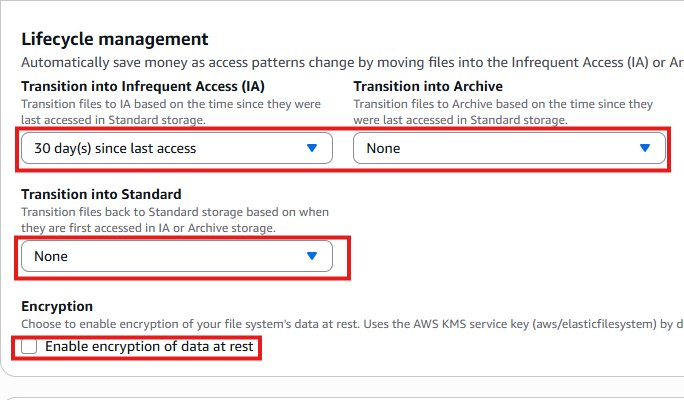 Lifecycle management
Automatically save money as access patterns change by moving files into the Infrequent Access (IA) or Ar
Transition into Infrequent Access (IA)
Transition files to IA based on the time since they were
last accessed in Standard storage.
30 day(s) since last access
Transition into Archive
Transition files to Archive based on the time since they
were last accessed in Standard storage.
None
Transition into Standard
Transition files back to Standard storage based on when
they are first accessed in IA or Archive storage.
None
Encryption
Choose to enable encryption of your file system's data at rest. Uses the AWS KMS service key (aws/elasticfilesystem) by d
Enable encryption of data at rest